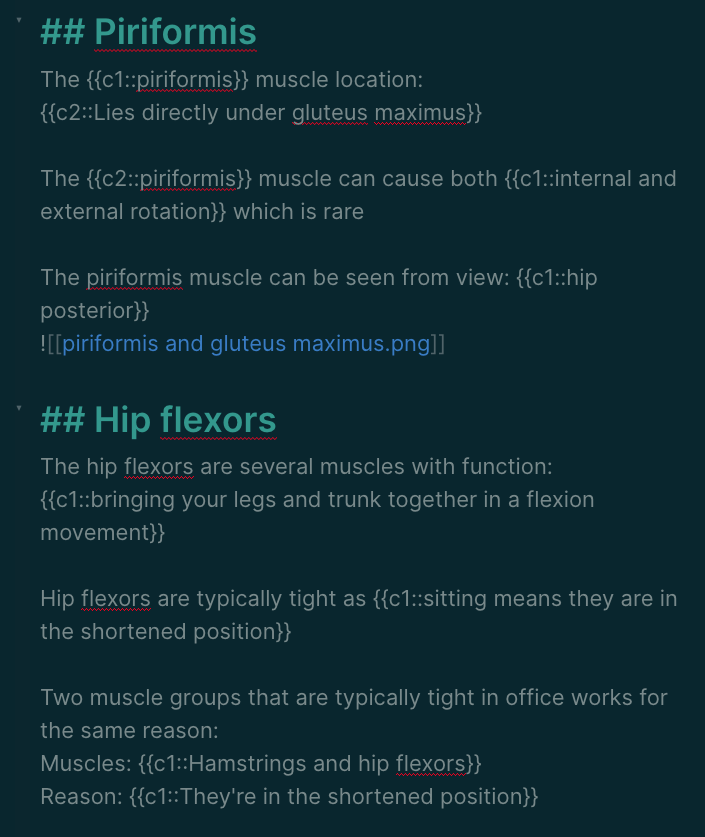 ## Piriformis
The {{c1::piriformis}} muscle location:
{{c2::Lies directly under gluteus maximus}}
The {{c2::piriformis}} muscle can cause both {{c1::internal and
external rotation}} which is rare
The piriformis muscle can be seen from view: {{c1::hip
posterior}}
![[piriformis and gluteus maximus.png]]
## Hip flexors
The hip flexors are several muscles with function:
{{c1::bringing your legs and trunk together in a flexion
movement}}
Hip flexors are typically tight as {{c1::sitting means they are in
the shortened position}}
Two muscle groups that are typically tight in office works for
the same reason:
Muscles: {{c1::Hamstrings and hip flexors}}
Reason: {{c1::They're in the shortened position}}